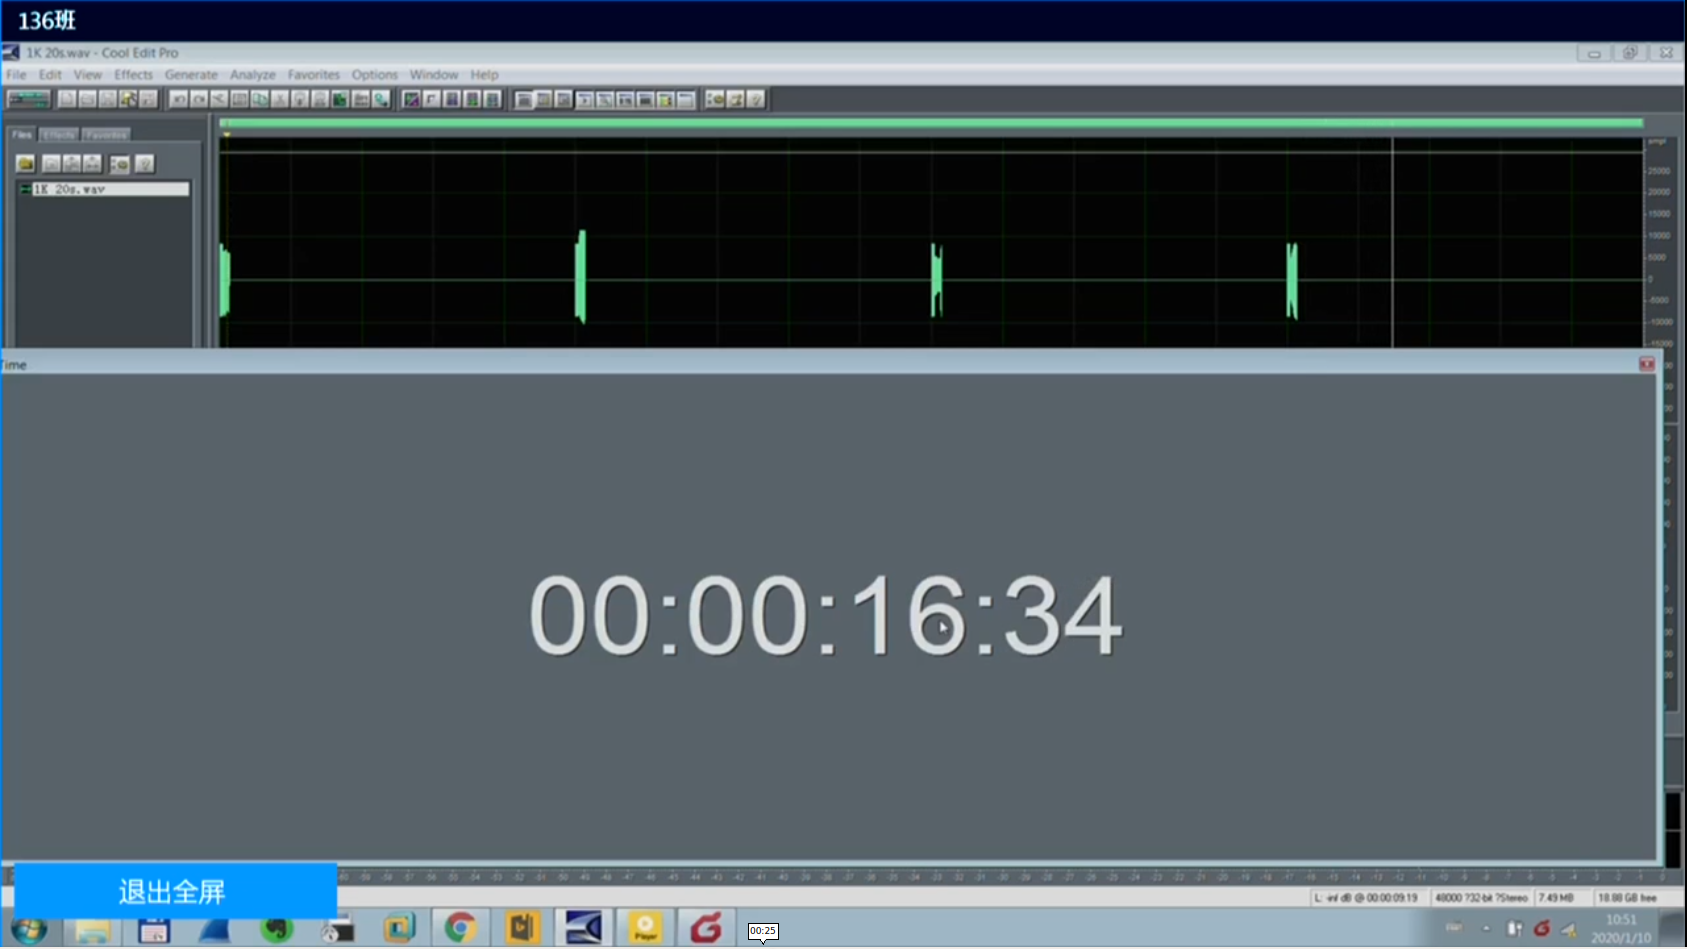 136班
1K 20s.wav - Cool Edit Pro
File Edit View Effects Generate Analyze Favorites Options Window Help
Files Effects Favorites
1K 20s.wav
25000
20000
15000
10000
5000
0
-5000
-10000
-15000
Time
00:00:16:34
退出全屏
L: -inf dB @ 00:00:09.19
48000 ?32-bit ?Stereo
7.49 MB
18.88 GB free
Player
00:25
10:51
2020/1/10